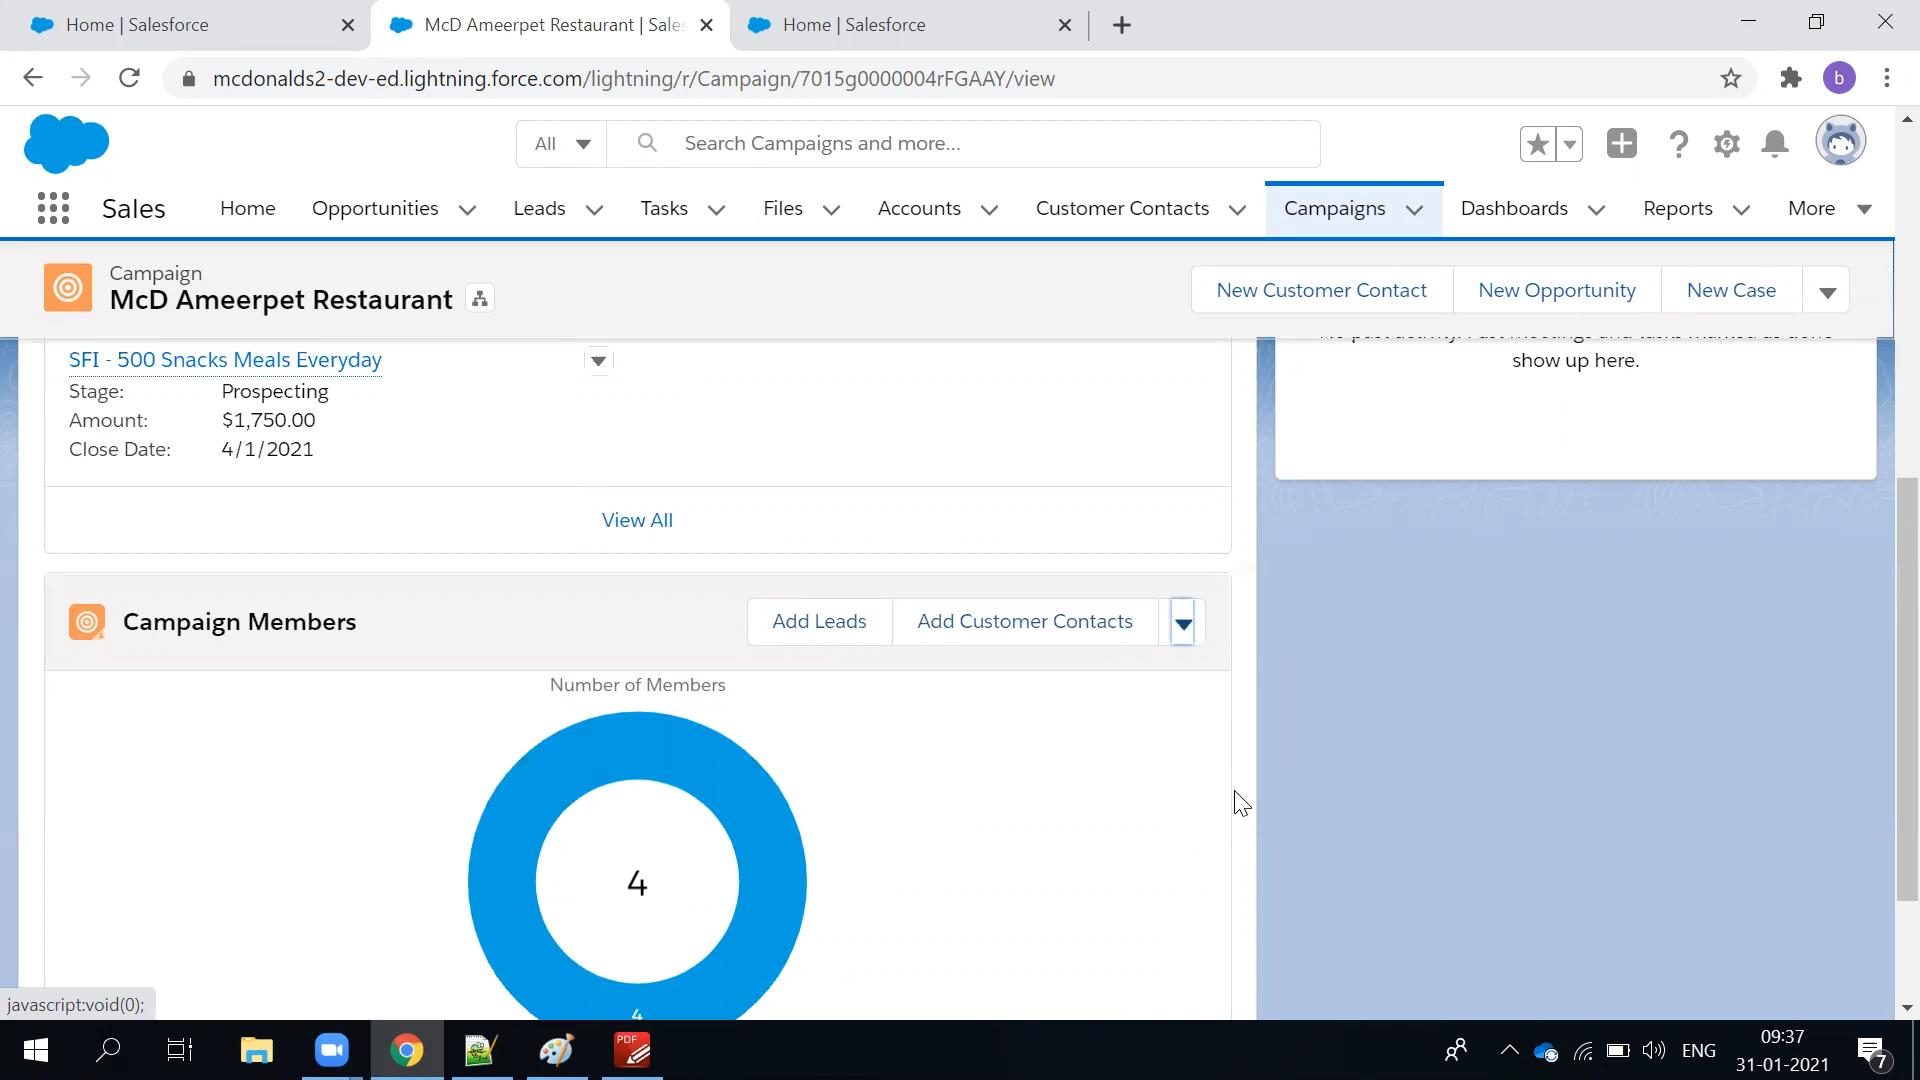 Home | Salesforce
McD Ameerpet Restaurant | Sales
Home | Salesforce
mcdonalds2-dev-ed.lightning.force.com/lightning/r/Campaign/7015g0000004rFGAAY/view
b
All
Search Campaigns and more...
Sales
Home
Opportunities
Leads
Tasks
Files
Accounts
Customer Contacts
Campaigns
Dashboards
Reports
More
Campaign
McD Ameerpet Restaurant
New Customer Contact
New Opportunity
New Case
show up here.
SFI - 500 Snacks Meals Everyday
Stage: Prospecting
Amount: $1,750.00
Close Date: 4/1/2021
View All
Campaign Members
Add Leads
Add Customer Contacts
Number of Members
4
4
javascript:void(0);
PDF
ENG
09:37
31-01-2021
7